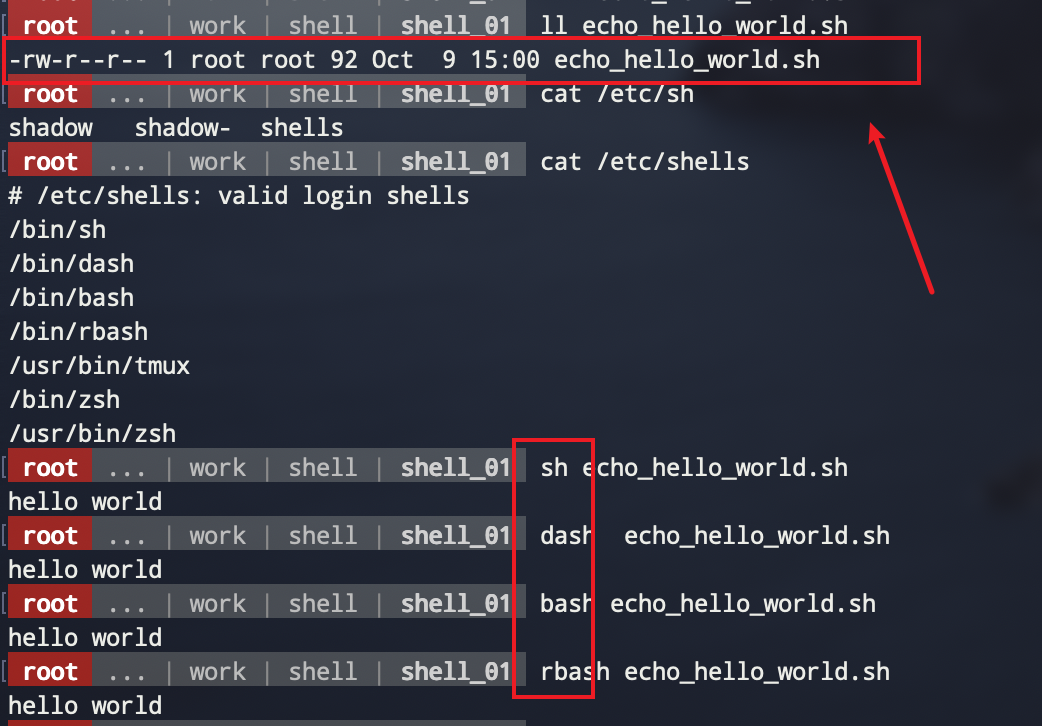 root ... | work | shell | shell_01 ll echo_hello_world.sh
-rw-r--r-- 1 root root 92 Oct  9 15:00 echo_hello_world.sh
root ... | work | shell | shell_01 cat /etc/sh
shadow   shadow-  shells
root ... | work | shell | shell_01 cat /etc/shells
# /etc/shells: valid login shells
/bin/sh
/bin/dash
/bin/bash
/bin/rbash
/usr/bin/tmux
/bin/zsh
/usr/bin/zsh
root ... | work | shell | shell_01 sh echo_hello_world.sh
hello world
root ... | work | shell | shell_01 dash  echo_hello_world.sh
hello world
root ... | work | shell | shell_01 bash echo_hello_world.sh
hello world
root ... | work | shell | shell_01 rbash echo_hello_world.sh
hello world